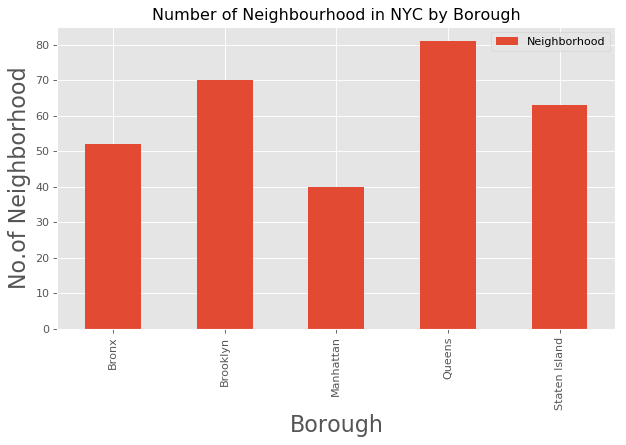 Number of Neighbourhood in NYC by Borough
Neighborhood
No.of Neighborhood
80
70
60
50
40
30
20
10
0
Bronx
Brooklyn
Manhattan
Queens
Staten Island
Borough